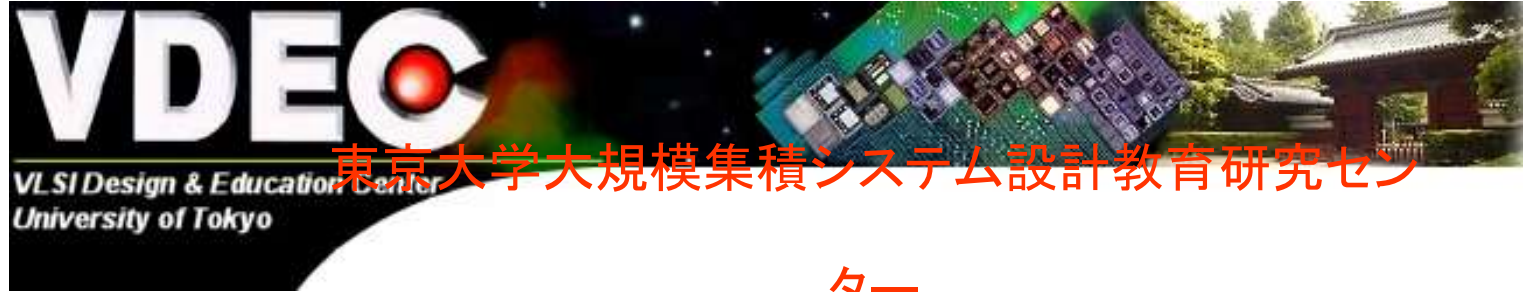 VDEC
東京大学大規模集積システム設計教育研究セン
ター
VLSI Design & Education Center
University of Tokyo